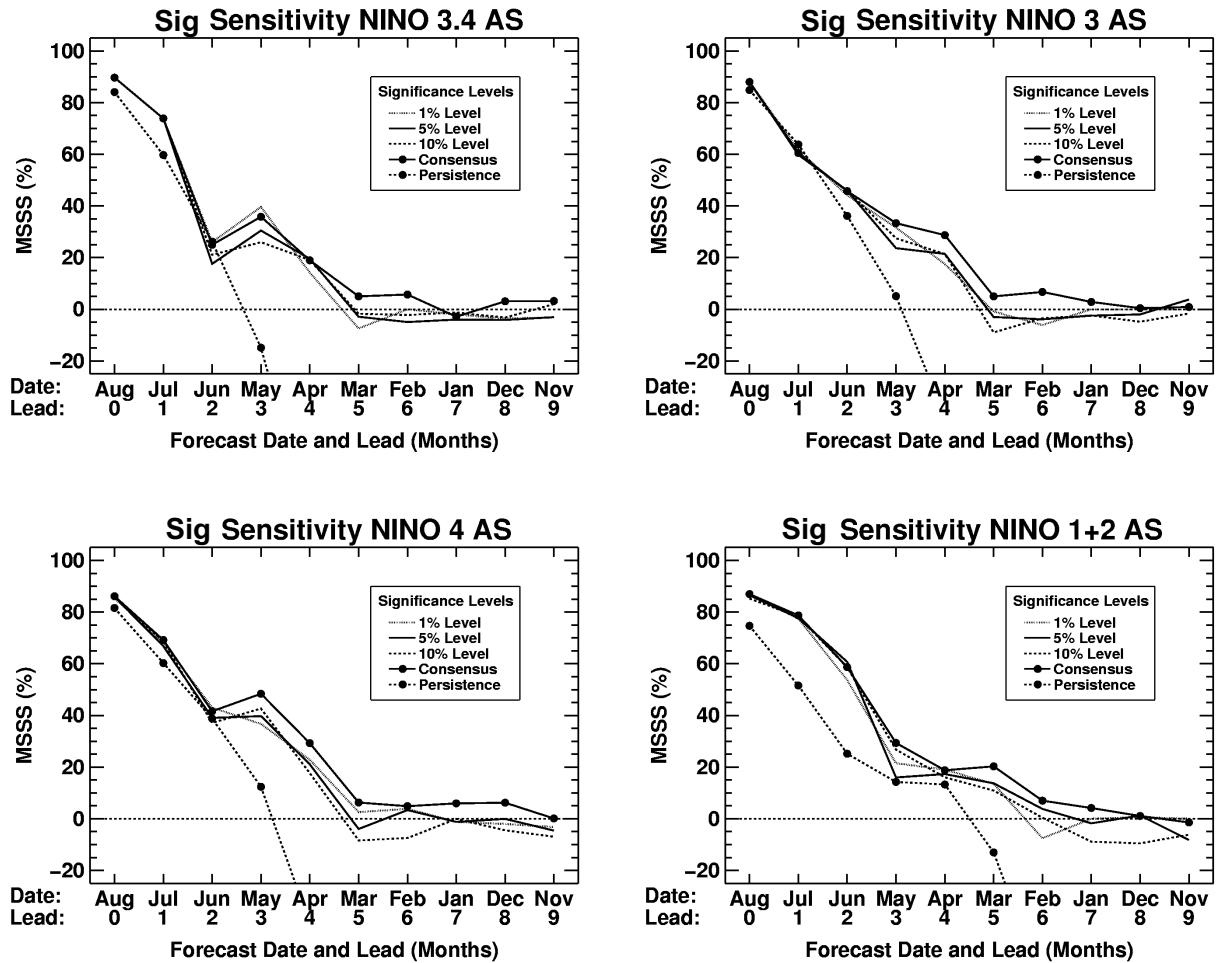 Sig Sensitivity NINO 3.4 AS
MSSS (%)
100
80
60
40
20
0
−20
Significance Levels
1% Level
5% Level
10% Level
Consensus
Persistence
Date: Aug Jul Jun May Apr Mar Feb Jan Dec Nov
Lead: 0 1 2 3 4 5 6 7 8 9
Forecast Date and Lead (Months)
Sig Sensitivity NINO 3 AS
MSSS (%)
100
80
60
40
20
0
−20
Significance Levels
1% Level
5% Level
10% Level
Consensus
Persistence
Date: Aug Jul Jun May Apr Mar Feb Jan Dec Nov
Lead: 0 1 2 3 4 5 6 7 8 9
Forecast Date and Lead (Months)
Sig Sensitivity NINO 4 AS
MSSS (%)
100
80
60
40
20
0
−20
Significance Levels
1% Level
5% Level
10% Level
Consensus
Persistence
Date: Aug Jul Jun May Apr Mar Feb Jan Dec Nov
Lead: 0 1 2 3 4 5 6 7 8 9
Forecast Date and Lead (Months)
Sig Sensitivity NINO 1+2 AS
MSSS (%)
100
80
60
40
20
0
−20
Significance Levels
1% Level
5% Level
10% Level
Consensus
Persistence
Date: Aug Jul Jun May Apr Mar Feb Jan Dec Nov
Lead: 0 1 2 3 4 5 6 7 8 9
Forecast Date and Lead (Months)